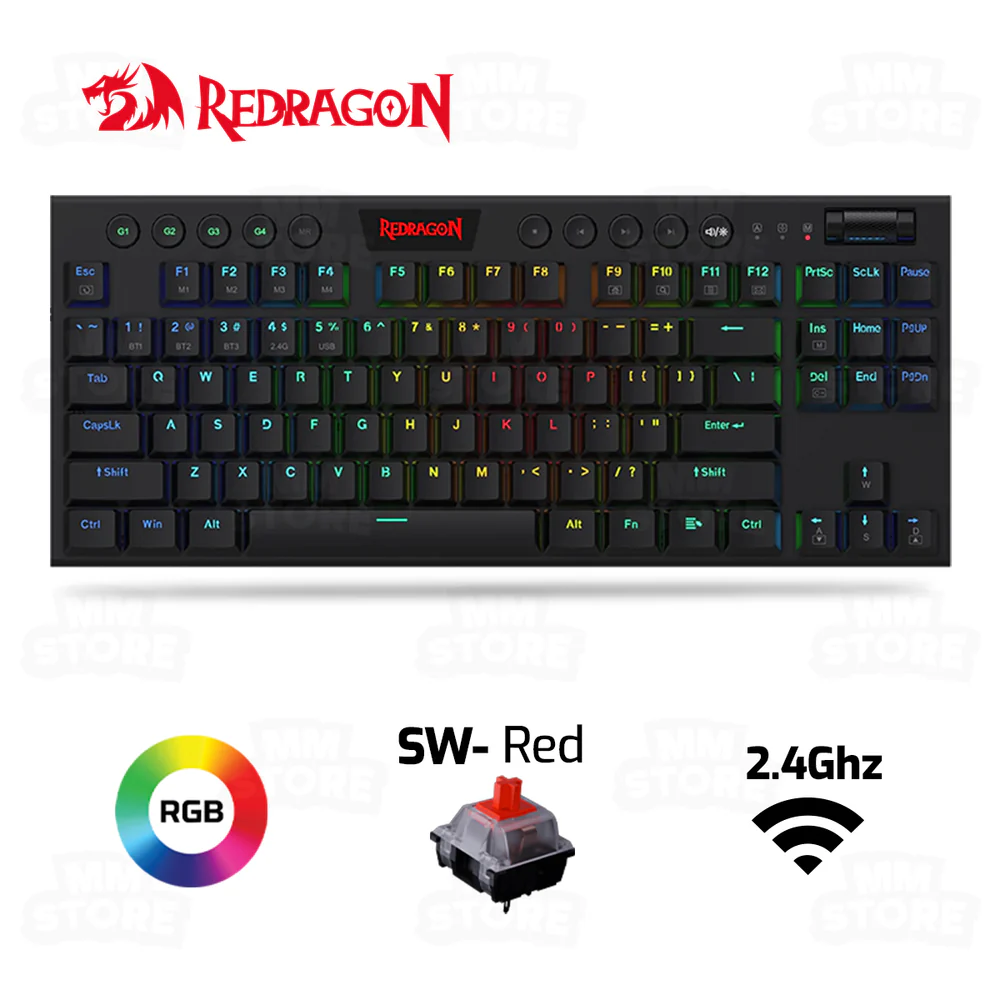 REDRAGON
G1 G2 G3 G4 MR REDRAGON
Esc F1 F2 F3 F4 F5 F6 F7 F8 F9 F10 F11 F12 PrtSc ScLk Pause
M1 M2 M3 M4
` ~ 1 ! 2 @ 3 # 4 $ 5 % 6 ^ 7 & 8 * 9 ( 0 ) - – = + ← Ins Home PgUP
BT1 BT2 BT3 2.4G USB M
Tab Q W E R T Y U I O P [ { ] } \ | Del End PgDn
CapsLk A S D F G H J K L ; : ' " Enter
Shift Z X C V B N M , < . > / ? Shift ↑
W
Ctrl Win Alt Alt Fn Ctrl ← ↓ →
A S D
SW- Red
RGB
2.4Ghz
MM STORE